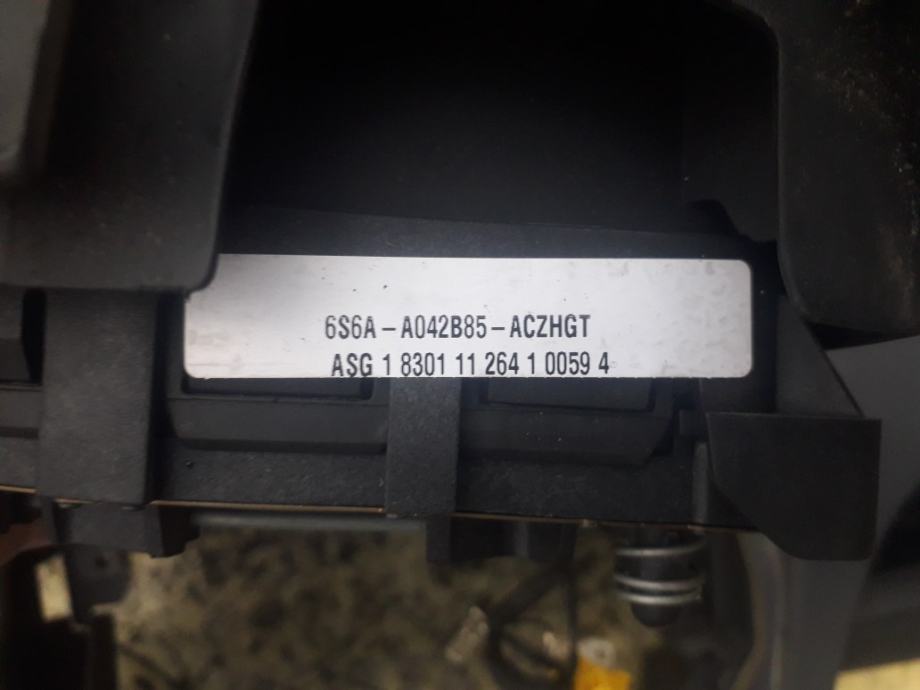 6S6A-A042B85-ACZHGT
ASG 1 8301 11 264 1 0059 4